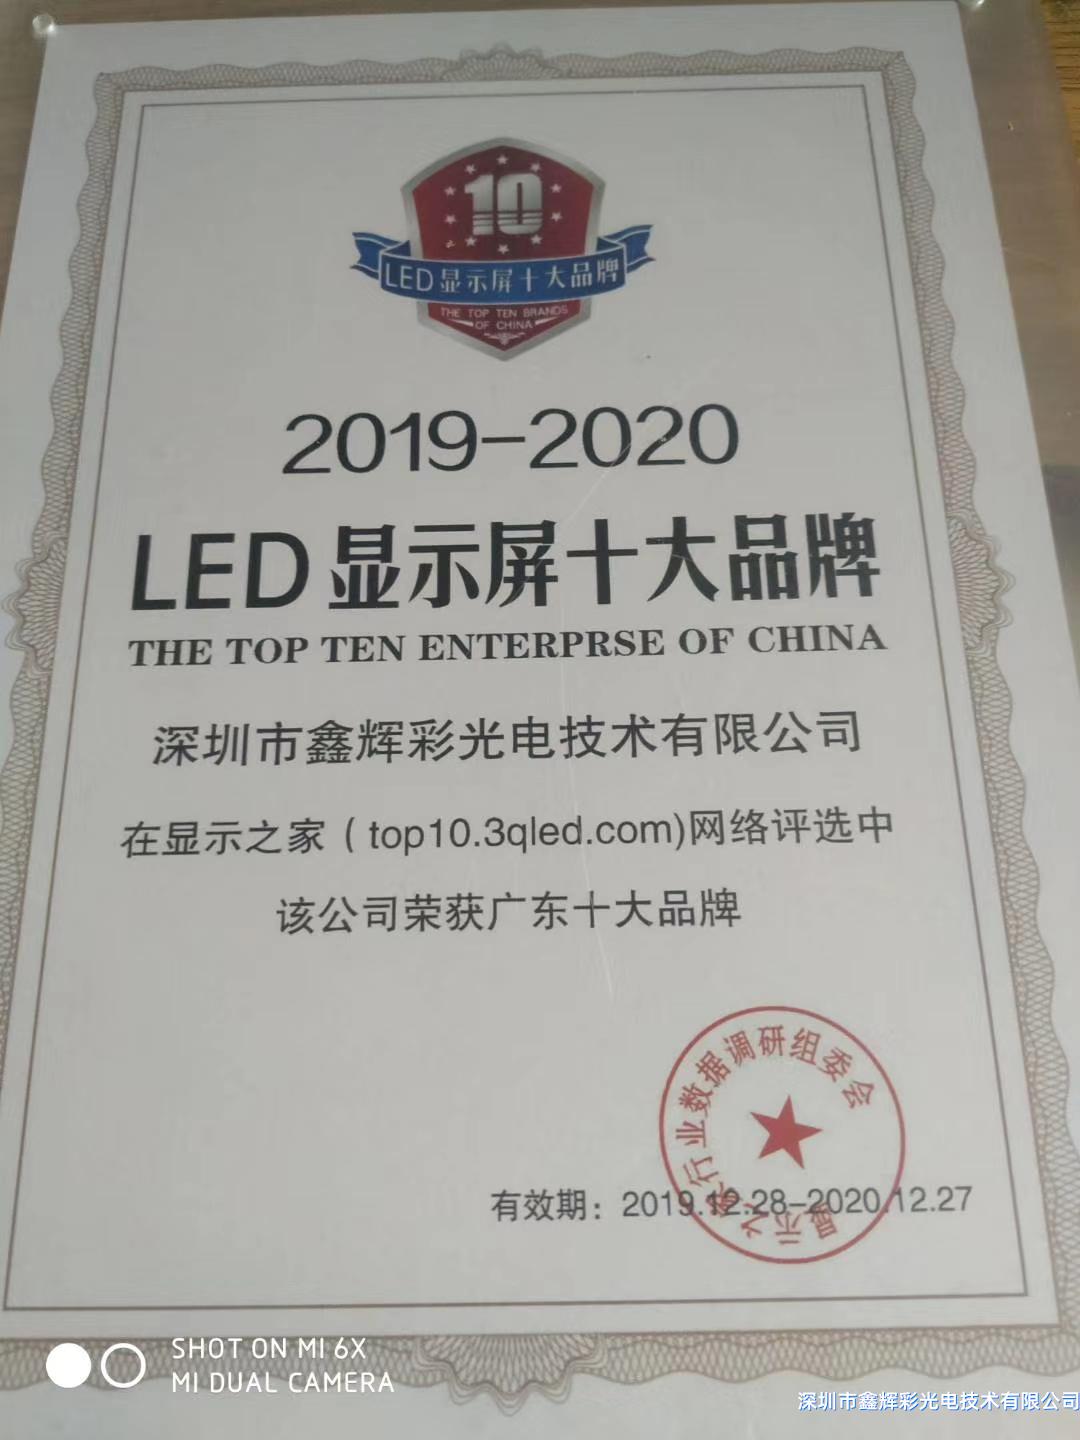 10
LED显示屏十大品牌
THE TOP TEN BRANDS
OF CHINA
2019-2020
LED 显示屏十大品牌
THE TOP TEN ENTERPRSE OF CHINA
深圳市鑫辉彩光电技术有限公司
在显示之家（top10.3qled.com)网络评选中
该公司荣获广东十大品牌
显示之家行业数据调研组委会
有效期：2019.12.28-2020.12.27
SHOT ON MI 6X
MI DUAL CAMERA
深圳市鑫辉彩光电技术有限公司